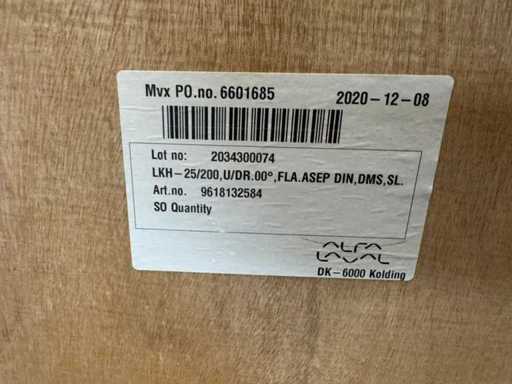 Mvx PO.no. 6601685 2020-12-08
Lot no: 2034300074
LKH-25/200,U/DR.00°,FLA.ASEP DIN,DMS,SL.
Art.no. 9618132584
SO Quantity
ALFA
LAVAL
DK-6000 Kolding